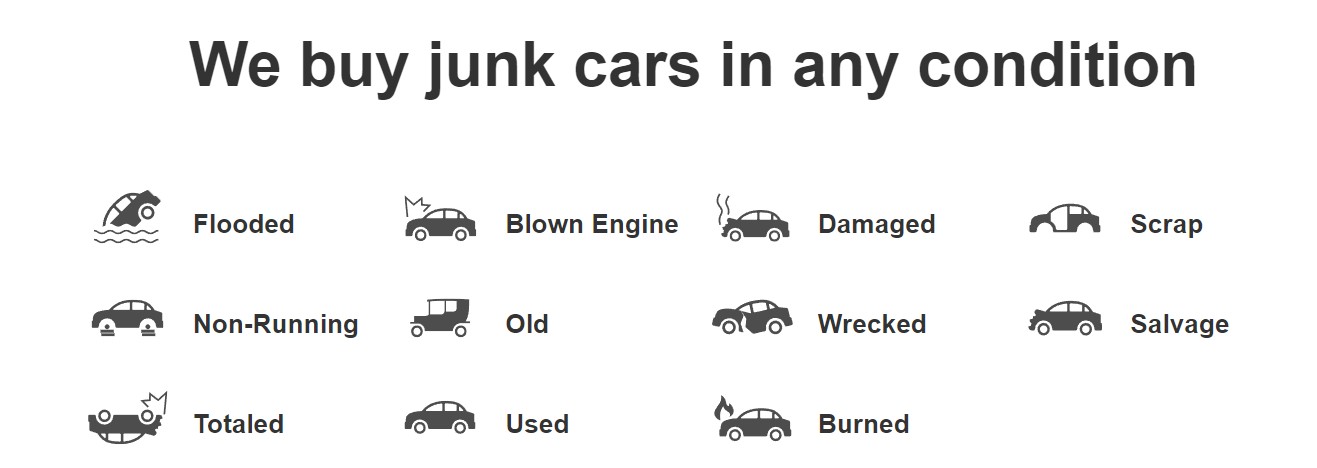 We buy junk cars in any condition
Flooded
Blown Engine
Damaged
Scrap
Non-Running
Old
Wrecked
Salvage
Totaled
Used
Burned